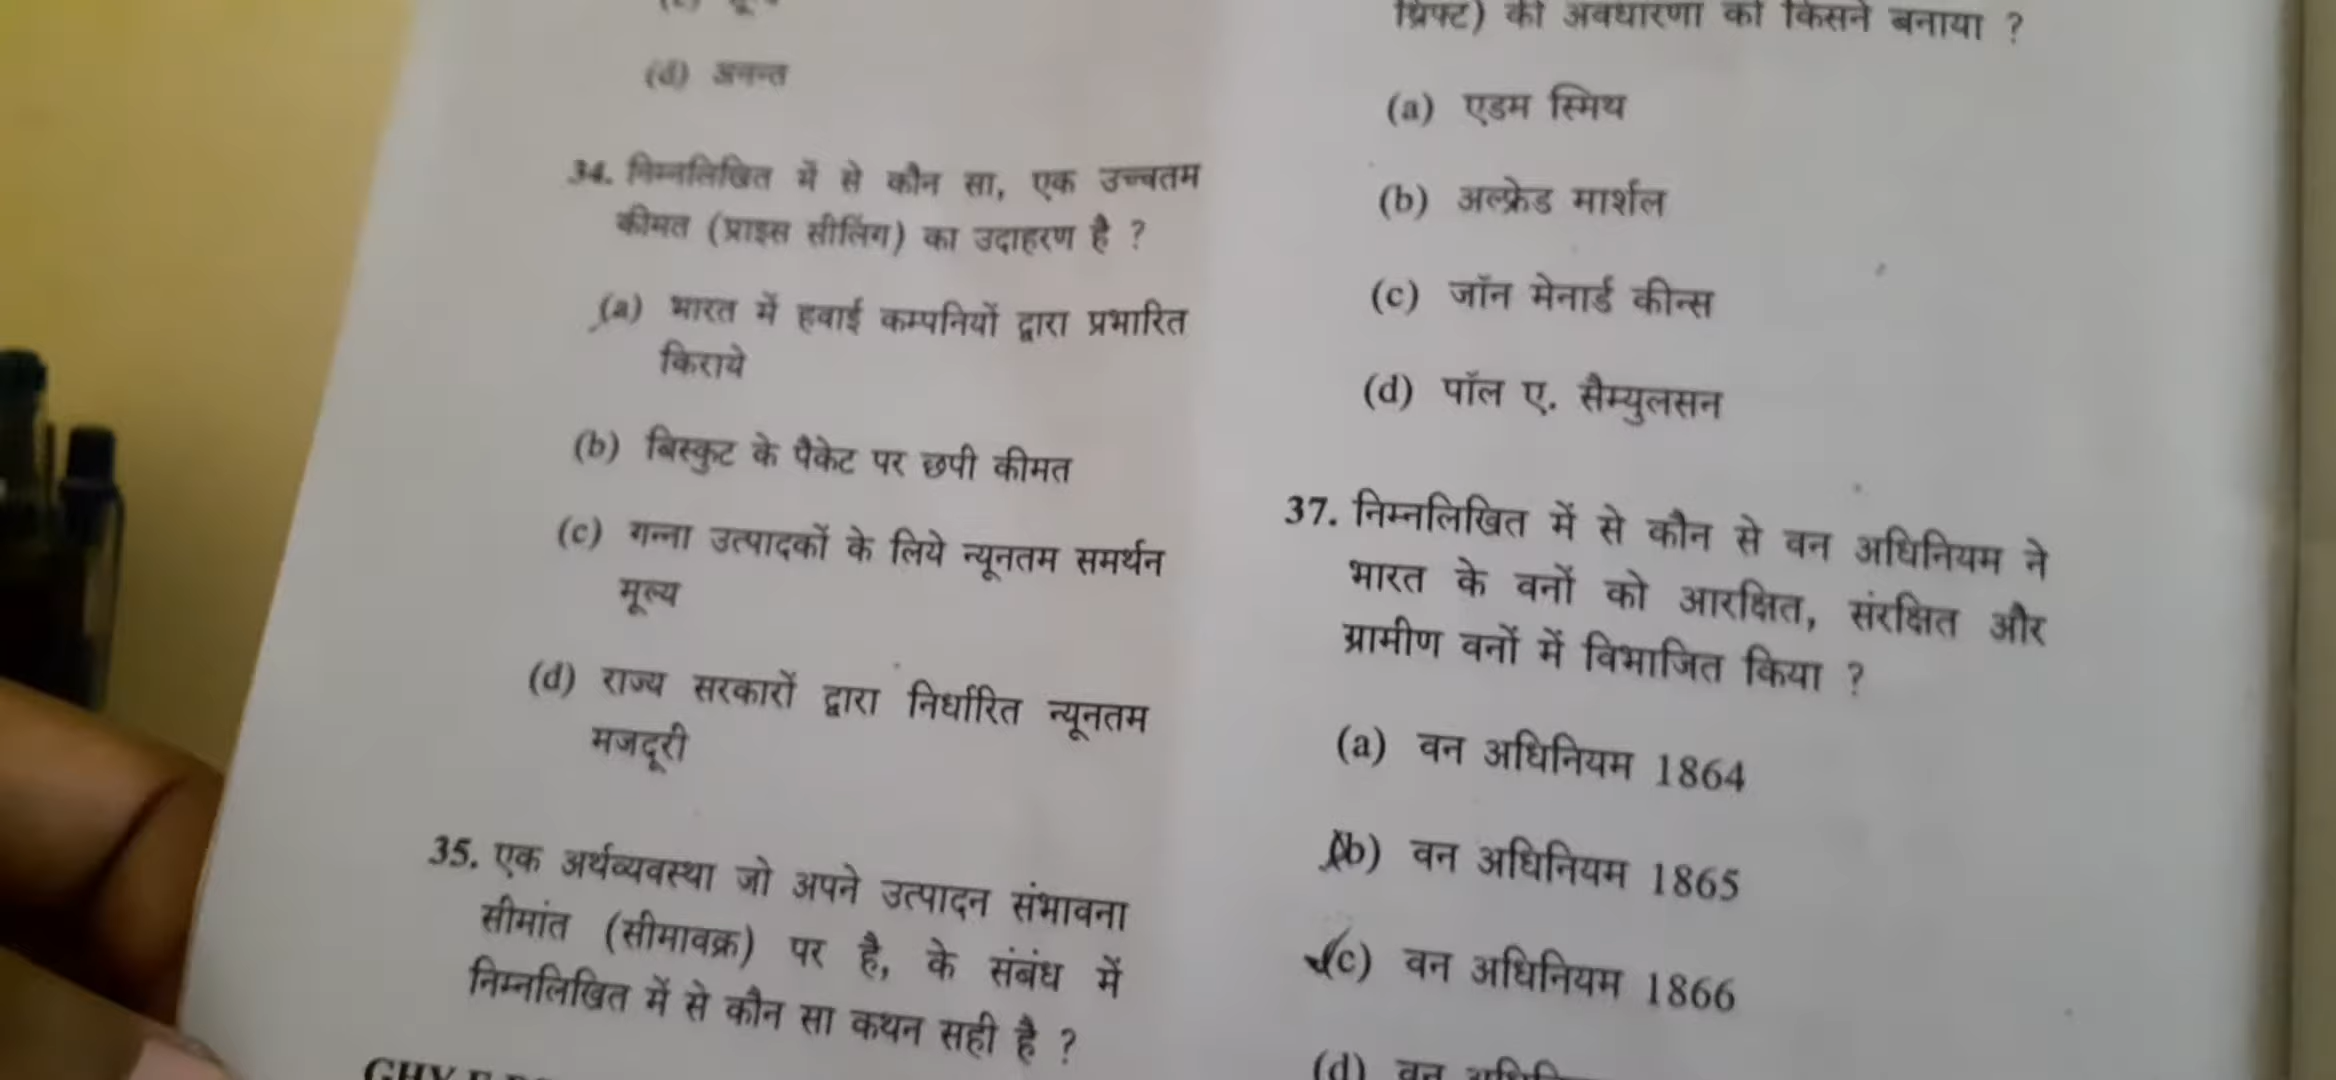 (d) अनन्त
34. निम्नलिखित में से कौन सा, एक उच्चतम
कीमत (प्राइस सीलिंग) का उदाहरण है ?
(a) भारत में हवाई कम्पनियों द्वारा प्रभारित
किराये
(b) बिस्कुट के पैकेट पर छपी कीमत
(c) गन्ना उत्पादकों के लिये न्यूनतम समर्थन
मूल्य
(d) राज्य सरकारों द्वारा निर्धारित न्यूनतम
मजदूरी
35. एक अर्थव्यवस्था जो अपने उत्पादन संभावना
सीमांत (सीमावक्र) पर है, के संबंध में
निम्नलिखित में से कौन सा कथन सही है ?
थ्रिफ्ट) की अवधारणा को किसने बनाया ?
(a) एडम स्मिथ
(b) अल्फ्रेड मार्शल
(c) जॉन मेनार्ड कीन्स
(d) पॉल ए. सैम्युलसन
37. निम्नलिखित में से कौन से वन अधिनियम ने
भारत के वनों को आरक्षित, संरक्षित और
ग्रामीण वनों में विभाजित किया ?
(a) वन अधिनियम 1864
(b) वन अधिनियम 1865
(c) वन अधिनियम 1866
(d) वन